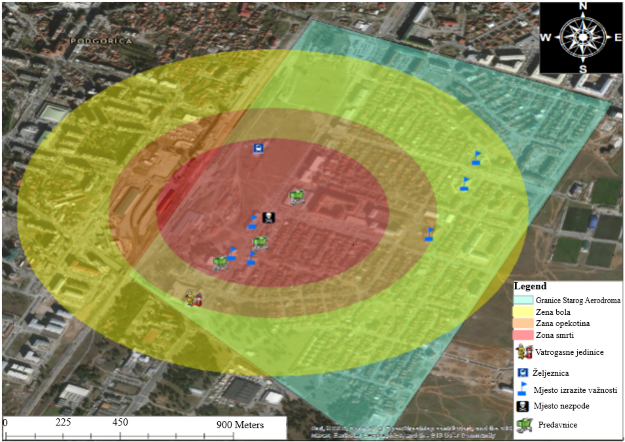 N
PODGORICA
W E
S
Legend
Granice Starog Aerodroma
Zena bola
Zana opekotina
Zona smrti
Vatrogasne jedinice
Željeznica
Mjesto izrazite važnosti
Mjesto nezpode
Predavnice
0 225 450 900 Meters